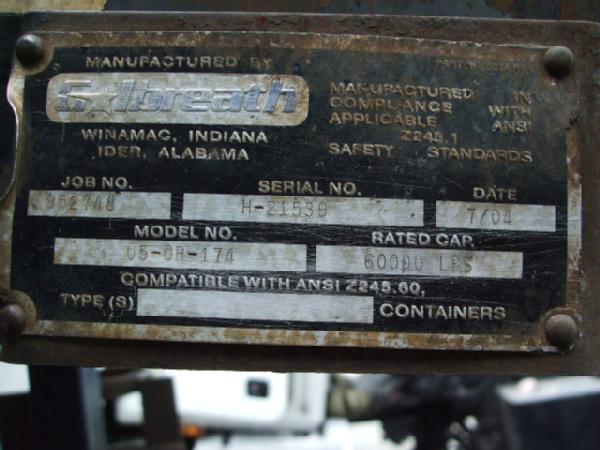 MANUFACTURED BY
G★lbreath
WINAMAC, INDIANA
IDER, ALABAMA
MANUFACTURED IN
COMPLIANCE WITH
APPLICABLE ANSI
Z245.1
SAFETY STANDARDS
JOB NO. SERIAL NO. DATE
952748 H-21539 7/04
MODEL NO. RATED CAP.
U5-OR-174 60000 LBS
COMPATIBLE WITH ANSI Z245.60,
TYPE (S) CONTAINERS